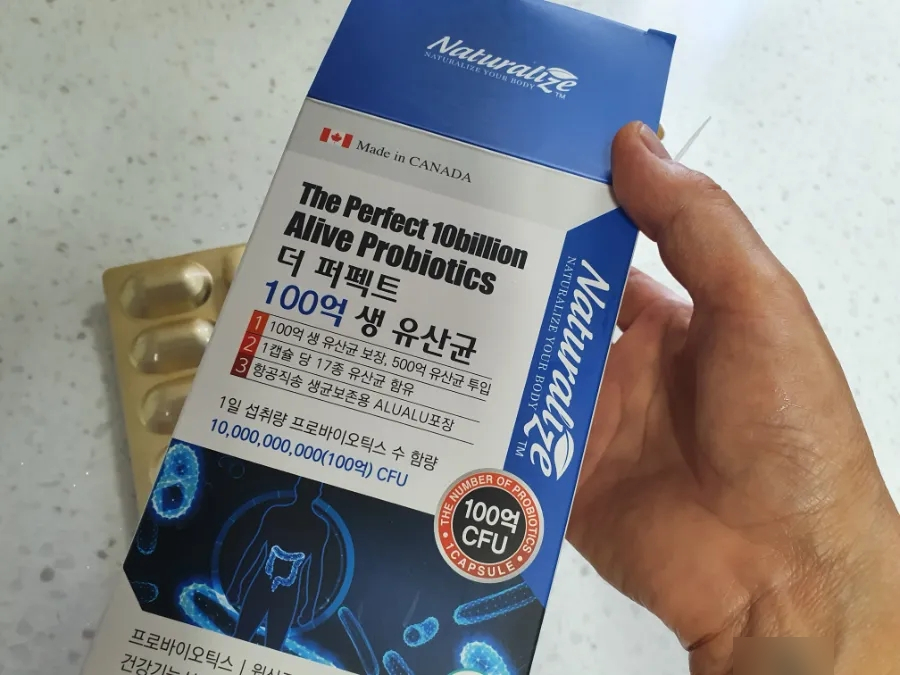 Naturalize™
NATURALIZE YOUR BODY
Made in CANADA
The Perfect 10billion
Alive Probiotics
더 퍼펙트
100억 생 유산균
1 100억 생 유산균 보장, 500억 유산균 투입
2 1캡슐 당 17종 유산균 함유
3 항공직송 생균보존용 ALUALU포장
1일 섭취량 프로바이오틱스 수 함량
10,000,000,000(100억) CFU
THE NUMBER OF PROBIOTICS
100억
CFU
• 1CAPSULE •
Naturalize™
NATURALIZE YOUR BODY
프로바이오틱스 |
건강기능